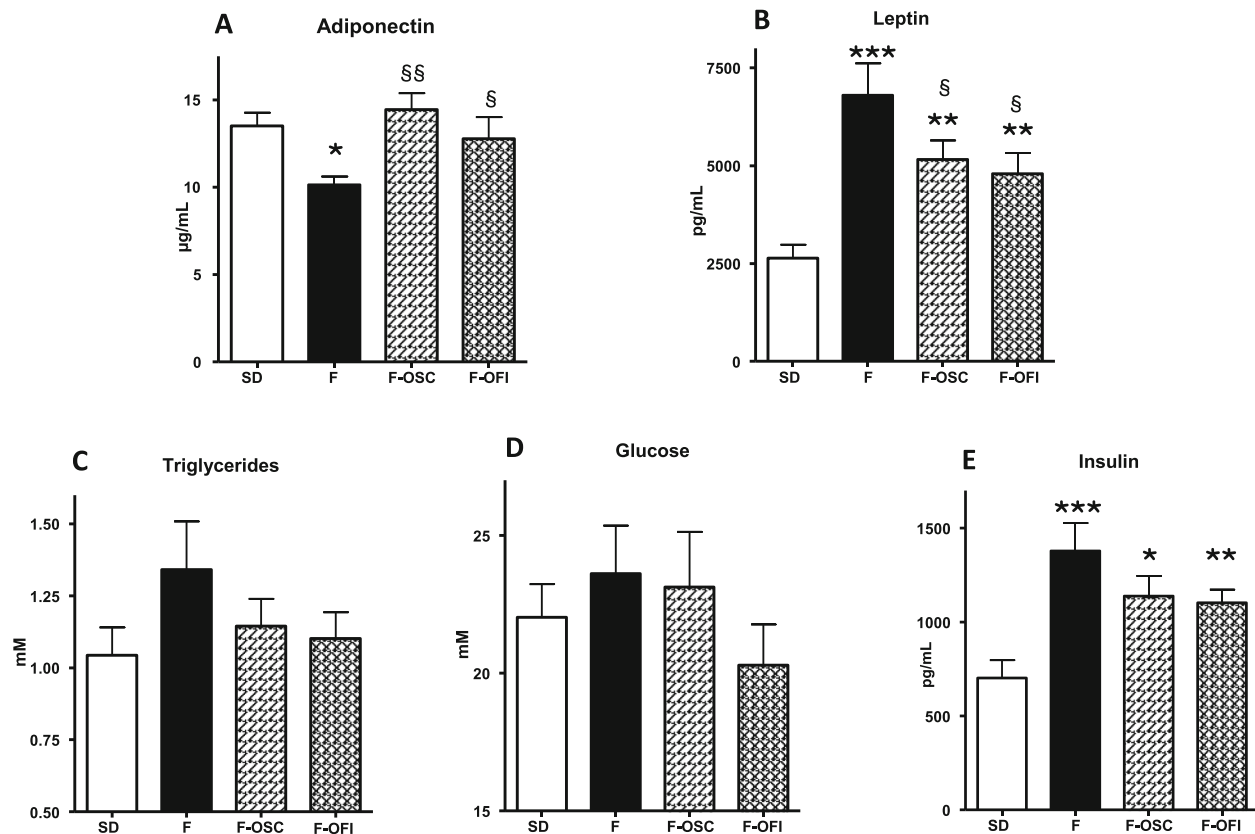 A
Adiponectin
µg/mL
15
10
5
0
§§
§
*
SD
F
F-OSC
F-OFI
B
Leptin
pg/mL
7500
5000
2500
0
***
§
**
§
**
SD
F
F-OSC
F-OFI
C
Triglycerides
mM
1.50
1.25
1.00
0.75
0.50
SD
F
F-OSC
F-OFI
D
Glucose
mM
25
20
15
SD
F
F-OSC
F-OFI
E
Insulin
pg/mL
1500
1000
500
0
***
*
**
SD
F
F-OSC
F-OFI